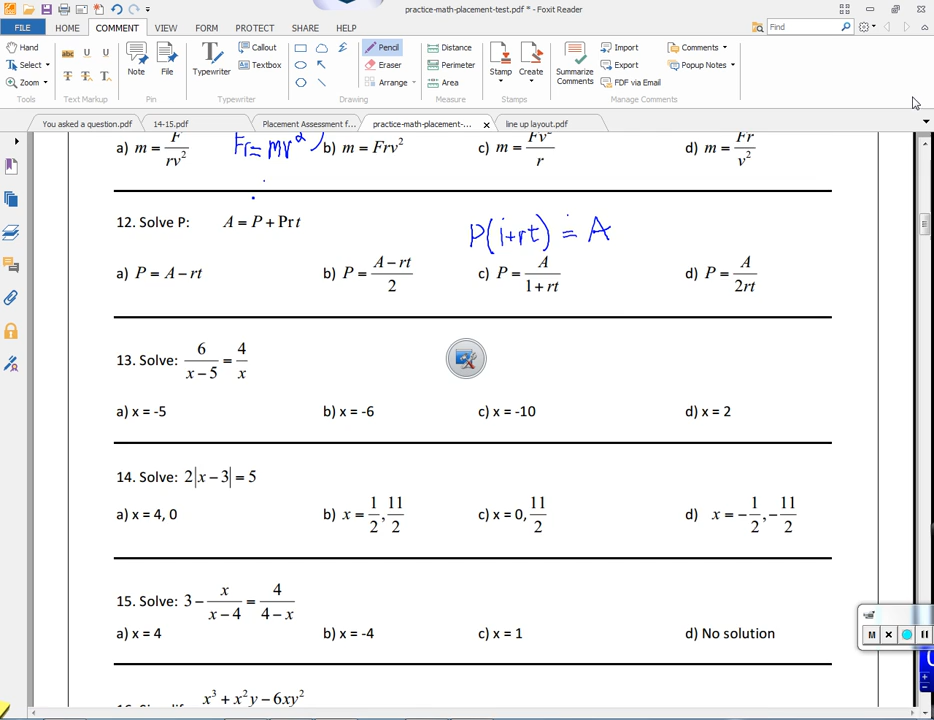 practice-math-placement-test.pdf * - Foxit Reader
FILE HOME COMMENT VIEW FORM PROTECT SHARE HELP Find
Hand Select Zoom Tools
abc U U T T T Text Markup
Note File Pin
Typewriter Callout Textbox Typewriter
Pencil Eraser Arrange Drawing
Distance Perimeter Area Measure
Stamp Create Stamps
Summarize Comments Import Export FDF via Email Comments Popup Notes Manage Comments
You asked a question.pdf 14-15.pdf Placement Assessment f... practice-math-placement-... line up layout.pdf
Fr = mv²
a) m = F/rv² b) m = Frv² c) m = Fv²/r d) m = Fr/v²
12. Solve P: A = P + Prt
P(1+rt) = A
a) P = A − rt b) P = (A − rt)/2 c) P = A/(1 + rt) d) P = A/2rt
13. Solve: 6/(x − 5) = 4/x
a) x = -5 b) x = -6 c) x = -10 d) x = 2
14. Solve: 2|x − 3| = 5
a) x = 4, 0 b) x = 1/2, 11/2 c) x = 0, 11/2 d) x = −1/2, −11/2
15. Solve: 3 − x/(x − 4) = 4/(4 − x)
a) x = 4 b) x = -4 c) x = 1 d) No solution
x³ + x²y − 6xy²
M